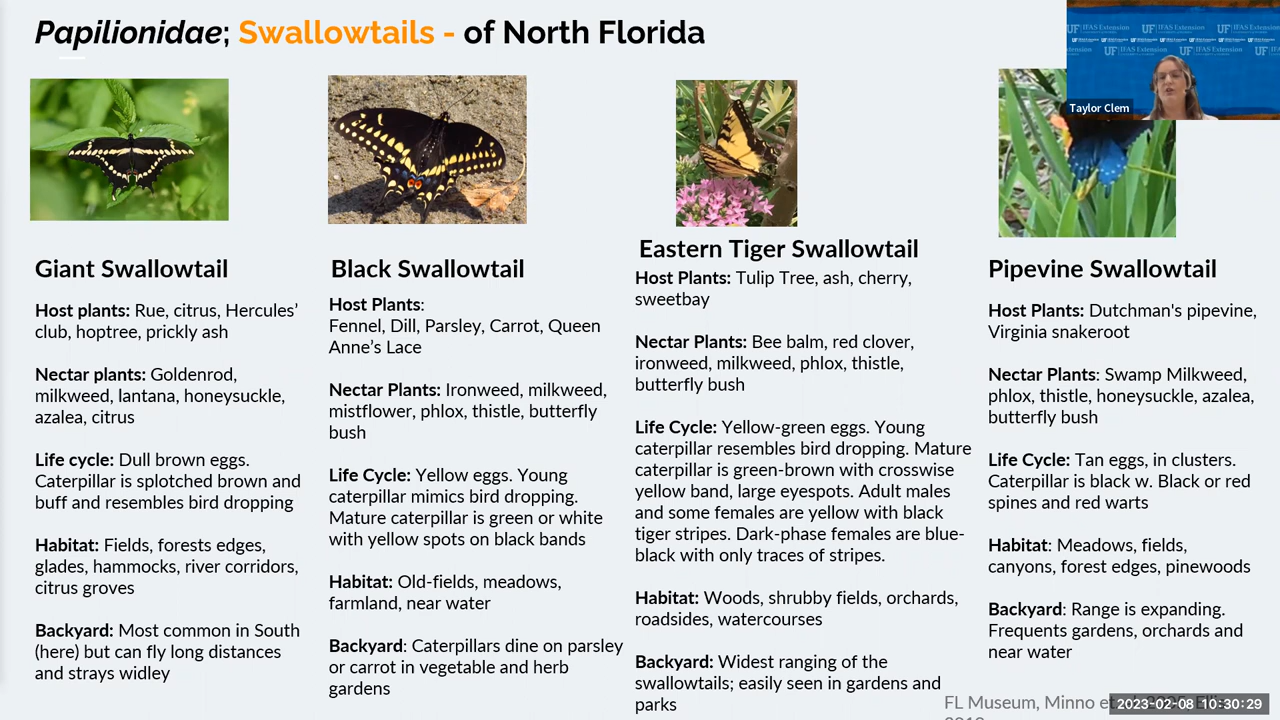 Papilionidae; Swallowtails - of North Florida
UF IFAS Extension
Taylor Clem
Giant Swallowtail
Host plants: Rue, citrus, Hercules’
club, hoptree, prickly ash
Nectar plants: Goldenrod,
milkweed, lantana, honeysuckle,
azalea, citrus
Life cycle: Dull brown eggs.
Caterpillar is splotched brown and
buff and resembles bird dropping
Habitat: Fields, forests edges,
glades, hammocks, river corridors,
citrus groves
Backyard: Most common in South
(here) but can fly long distances
and strays widley
Black Swallowtail
Host Plants:
Fennel, Dill, Parsley, Carrot, Queen
Anne’s Lace
Nectar Plants: Ironweed, milkweed,
mistflower, phlox, thistle, butterfly
bush
Life Cycle: Yellow eggs. Young
caterpillar mimics bird dropping.
Mature caterpillar is green or white
with yellow spots on black bands
Habitat: Old-fields, meadows,
farmland, near water
Backyard: Caterpillars dine on parsley
or carrot in vegetable and herb
gardens
Eastern Tiger Swallowtail
Host Plants: Tulip Tree, ash, cherry,
sweetbay
Nectar Plants: Bee balm, red clover,
ironweed, milkweed, phlox, thistle,
butterfly bush
Life Cycle: Yellow-green eggs. Young
caterpillar resembles bird dropping. Mature
caterpillar is green-brown with crosswise
yellow band, large eyespots. Adult males
and some females are yellow with black
tiger stripes. Dark-phase females are blue-
black with only traces of stripes.
Habitat: Woods, shrubby fields, orchards,
roadsides, watercourses
Backyard: Widest ranging of the
swallowtails; easily seen in gardens and
parks
Pipevine Swallowtail
Host Plants: Dutchman's pipevine,
Virginia snakeroot
Nectar Plants: Swamp Milkweed,
phlox, thistle, honeysuckle, azalea,
butterfly bush
Life Cycle: Tan eggs, in clusters.
Caterpillar is black w. Black or red
spines and red warts
Habitat: Meadows, fields,
canyons, forest edges, pinewoods
Backyard: Range is expanding.
Frequents gardens, orchards and
near water
FL Museum, Minno
2023-02-08 10:30:29